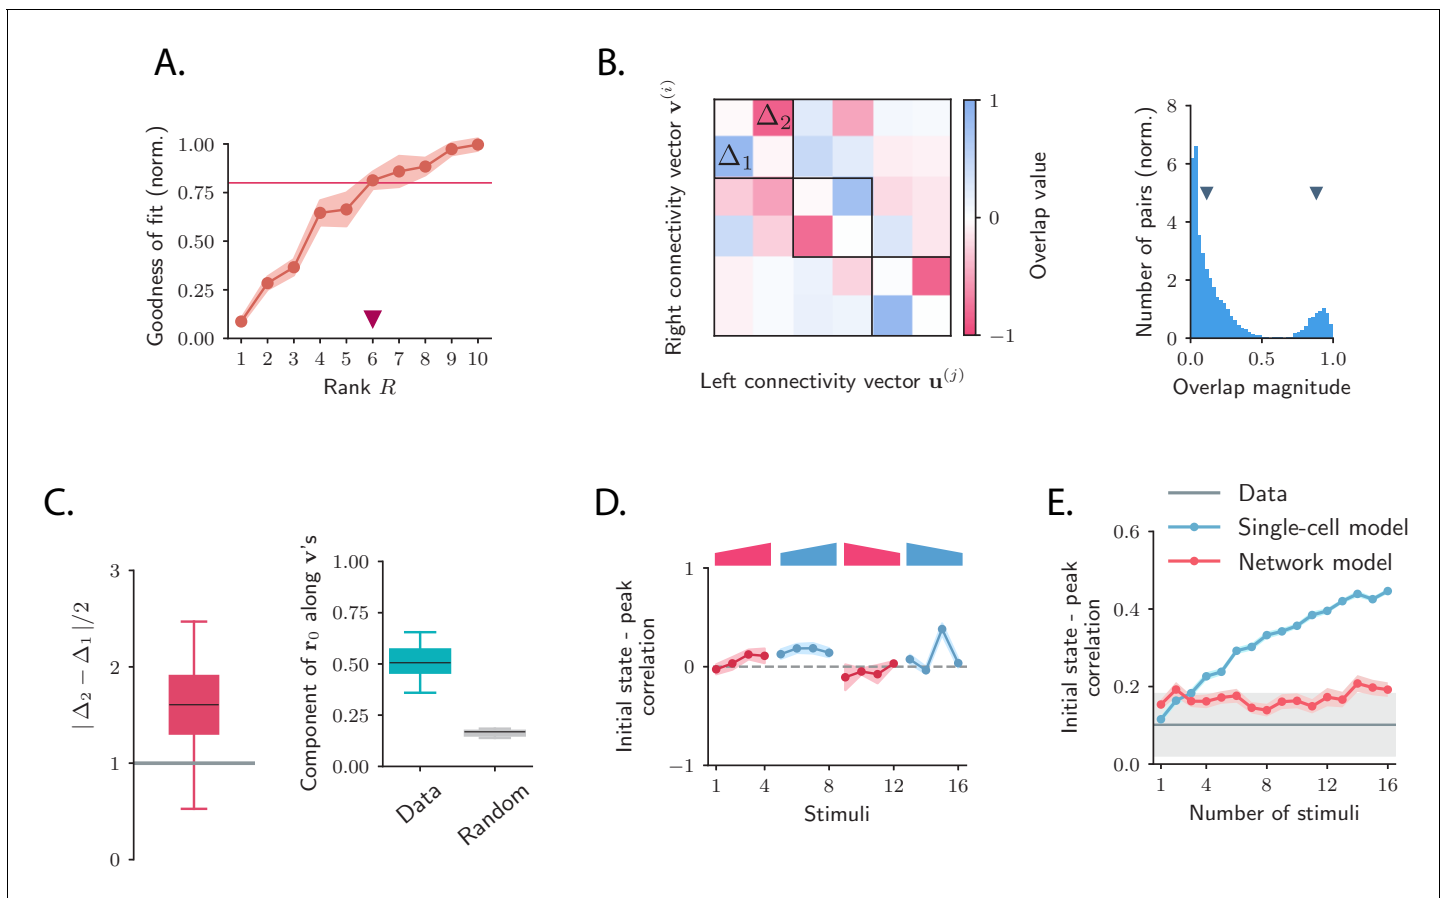 A.
Goodness of fit (norm.)
1.00
0.75
0.50
0.25
0.00
1 2 3 4 5 6 7 8 9 10
Rank R
B.
Right connectivity vector v(i)
Δ2
Δ1
Left connectivity vector u(j)
1
0
−1
Overlap value
Number of pairs (norm.)
8
6
4
2
0
0.0 0.5 1.0
Overlap magnitude
C.
| Δ2 − Δ1 |/2
3
2
1
0
Component of r0 along v's
1.00
0.75
0.50
0.25
0.00
Data
Random
D.
Initial state - peak
correlation
1
0
−1
1 4 8 12 16
Stimuli
E.
Data
Single-cell model
Network model
Initial state - peak
correlation
0.6
0.4
0.2
0.0
1 4 8 12 16
Number of stimuli